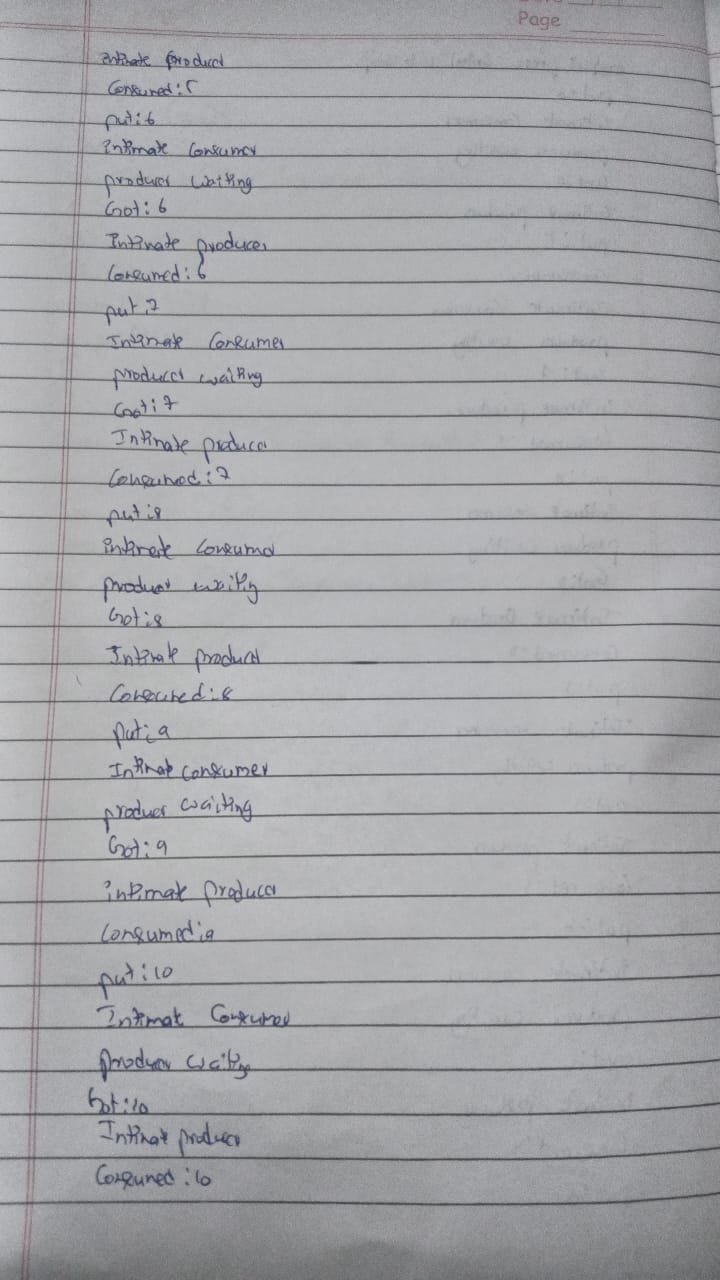 Page
intimate producer
Consumed:5
put:6
Intimate Consumer
producer waiting
Got:6
Intimate producer
Consumed:6
put:7
Intimate Consumer
producer waiting
Got:7
Intimate producer
Consumed:7
put:8
intimate Consumer
producer waiting
Got:8
Intimate producer
Consumed:8
put:9
Intimate consumer
producer waiting
Got:9
intimate producer
Consumed:9
put:10
Intimate Consumer
producer waiting
Got:10
Intimate producer
Consumed:10